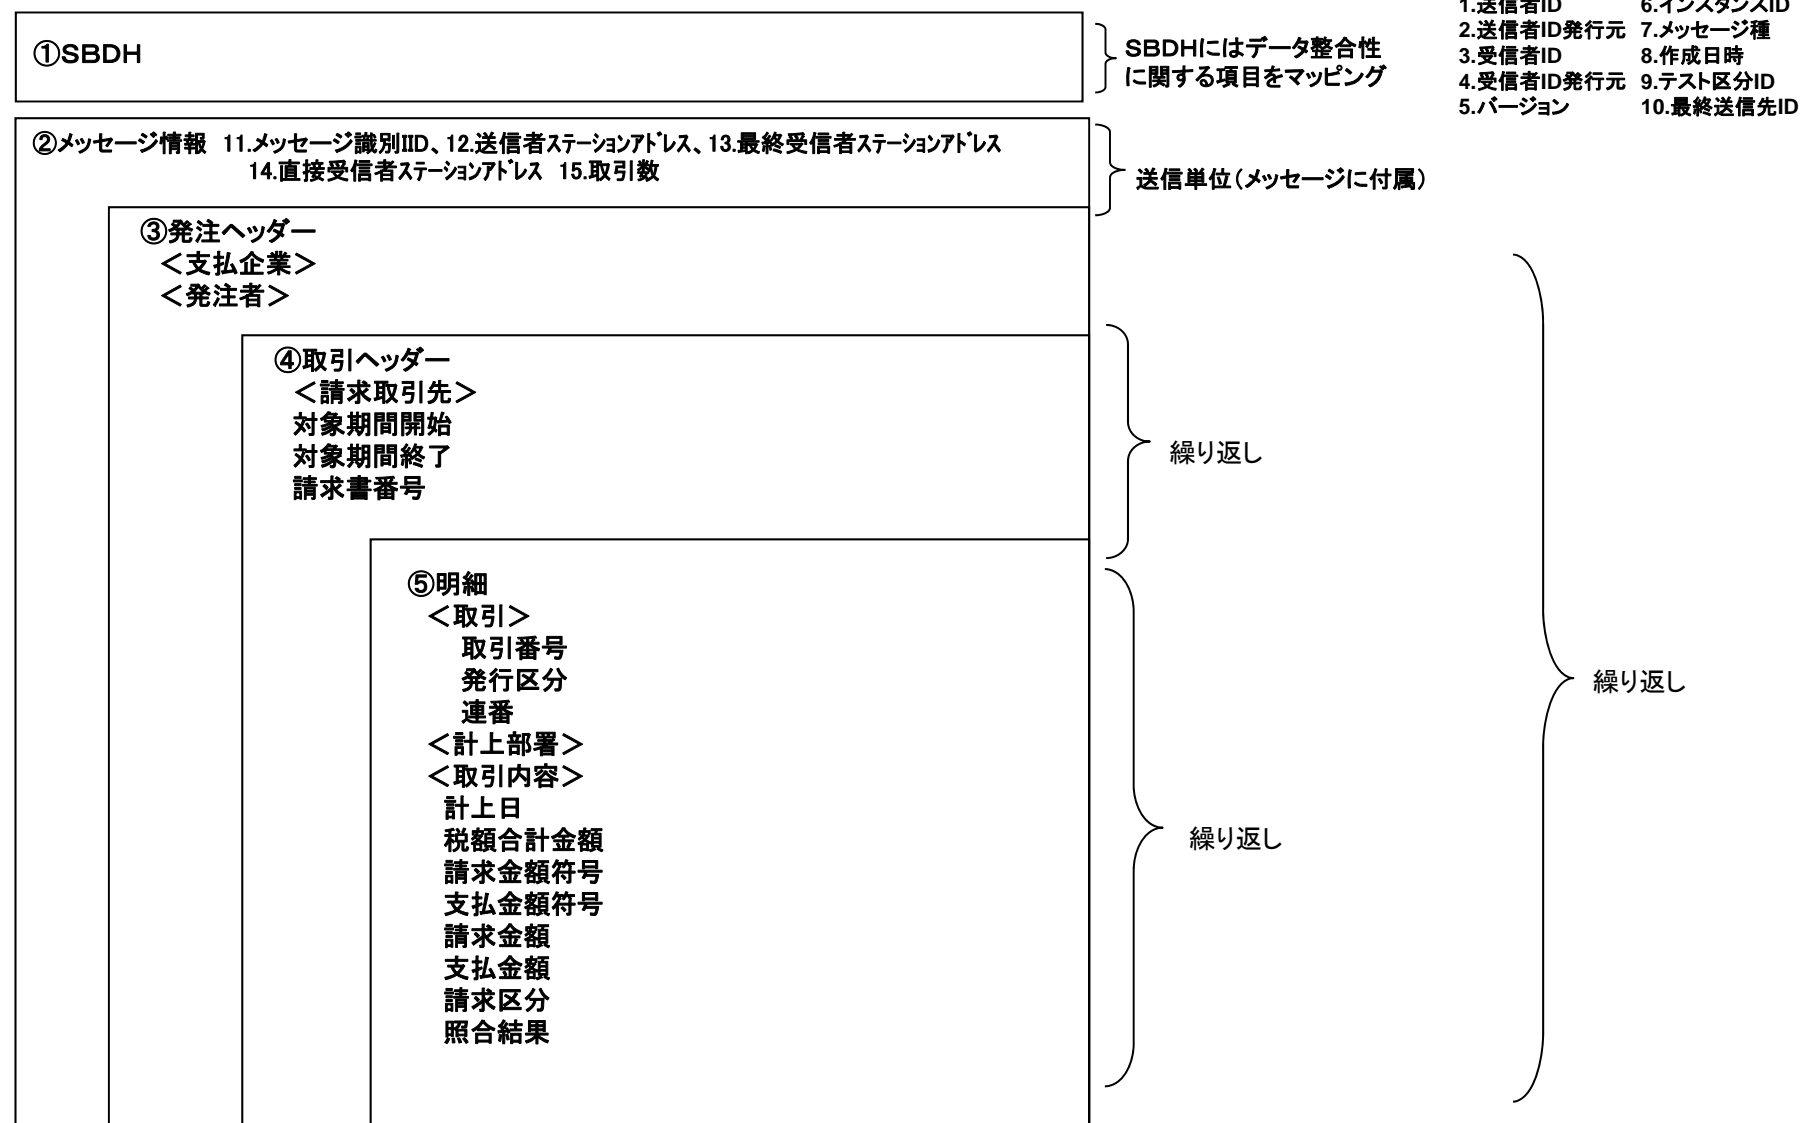 1.送信者ID 6.インスタンスID
2.送信者ID発行元 7.メッセージ種
3.受信者ID 8.作成日時
4.受信者ID発行元 9.テスト区分ID
5.バージョン 10.最終送信先ID
①SBDH
SBDHにはデータ整合性
に関する項目をマッピング
②メッセージ情報 11.メッセージ識別IID、12.送信者ステーションアドレス、13.最終受信者ステーションアドレス
14.直接受信者ステーションアドレス 15.取引数
送信単位(メッセージに付属)
③発注ヘッダー
<支払企業>
<発注者>
④取引ヘッダー
<請求取引先>
対象期間開始
対象期間終了
請求書番号
繰り返し
⑤明細
<取引>
取引番号
発行区分
連番
<計上部署>
<取引内容>
計上日
税額合計金額
請求金額符号
支払金額符号
請求金額
支払金額
請求区分
照合結果
繰り返し
繰り返し